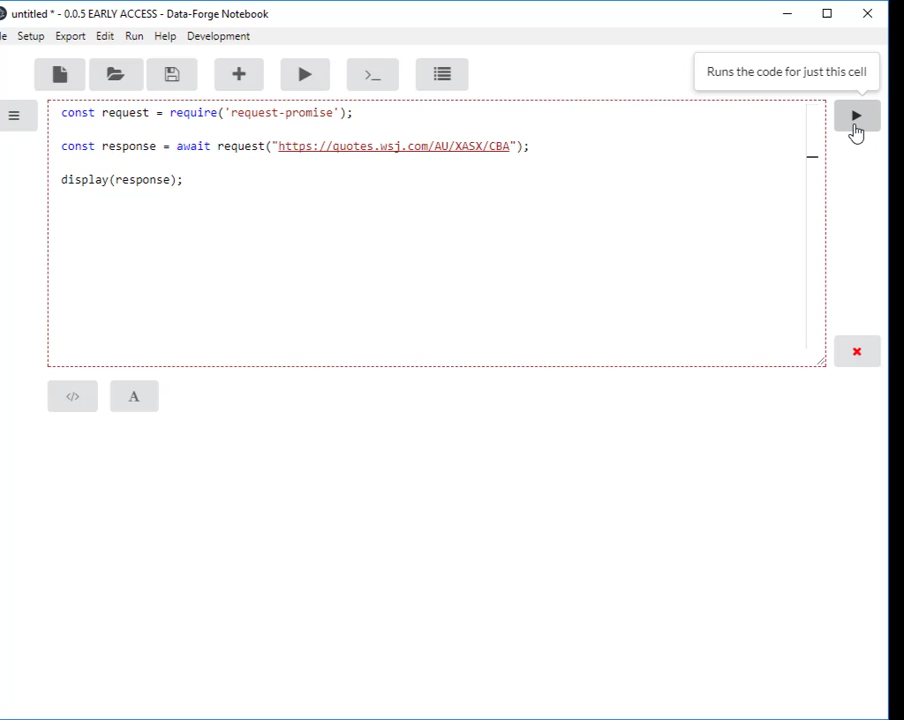 untitled * - 0.0.5 EARLY ACCESS - Data-Forge Notebook
le Setup Export Edit Run Help Development
Runs the code for just this cell
const request = require('request-promise');
const response = await request("https://quotes.wsj.com/AU/XASX/CBA");
display(response);